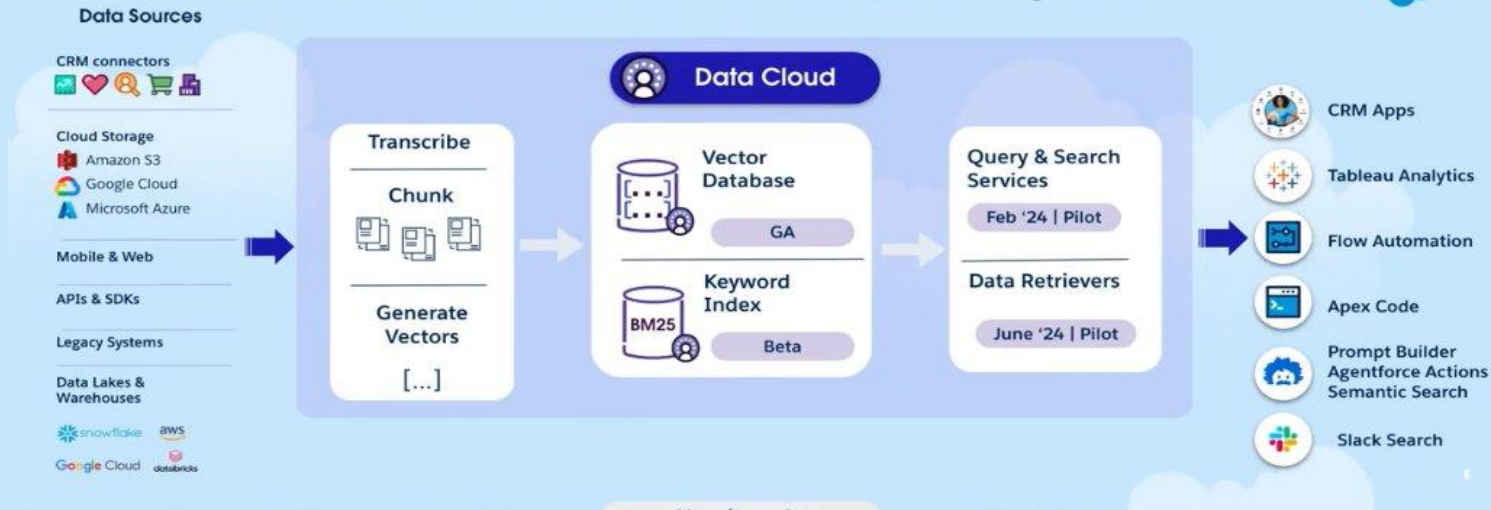 Data Sources
CRM connectors
Cloud Storage
Amazon S3
Google Cloud
Microsoft Azure
Mobile & Web
APIs & SDKs
Legacy Systems
Data Lakes &
Warehouses
snowflake aws
Google Cloud databricks
Data Cloud
Transcribe
Chunk
Generate
Vectors
[...]
[...]
[...]
Vector
Database
GA
BM25
Keyword
Index
Beta
Query & Search
Services
Feb '24 | Pilot
Data Retrievers
June '24 | Pilot
CRM Apps
Tableau Analytics
Flow Automation
Apex Code
Prompt Builder
Agentforce Actions
Semantic Search
Slack Search